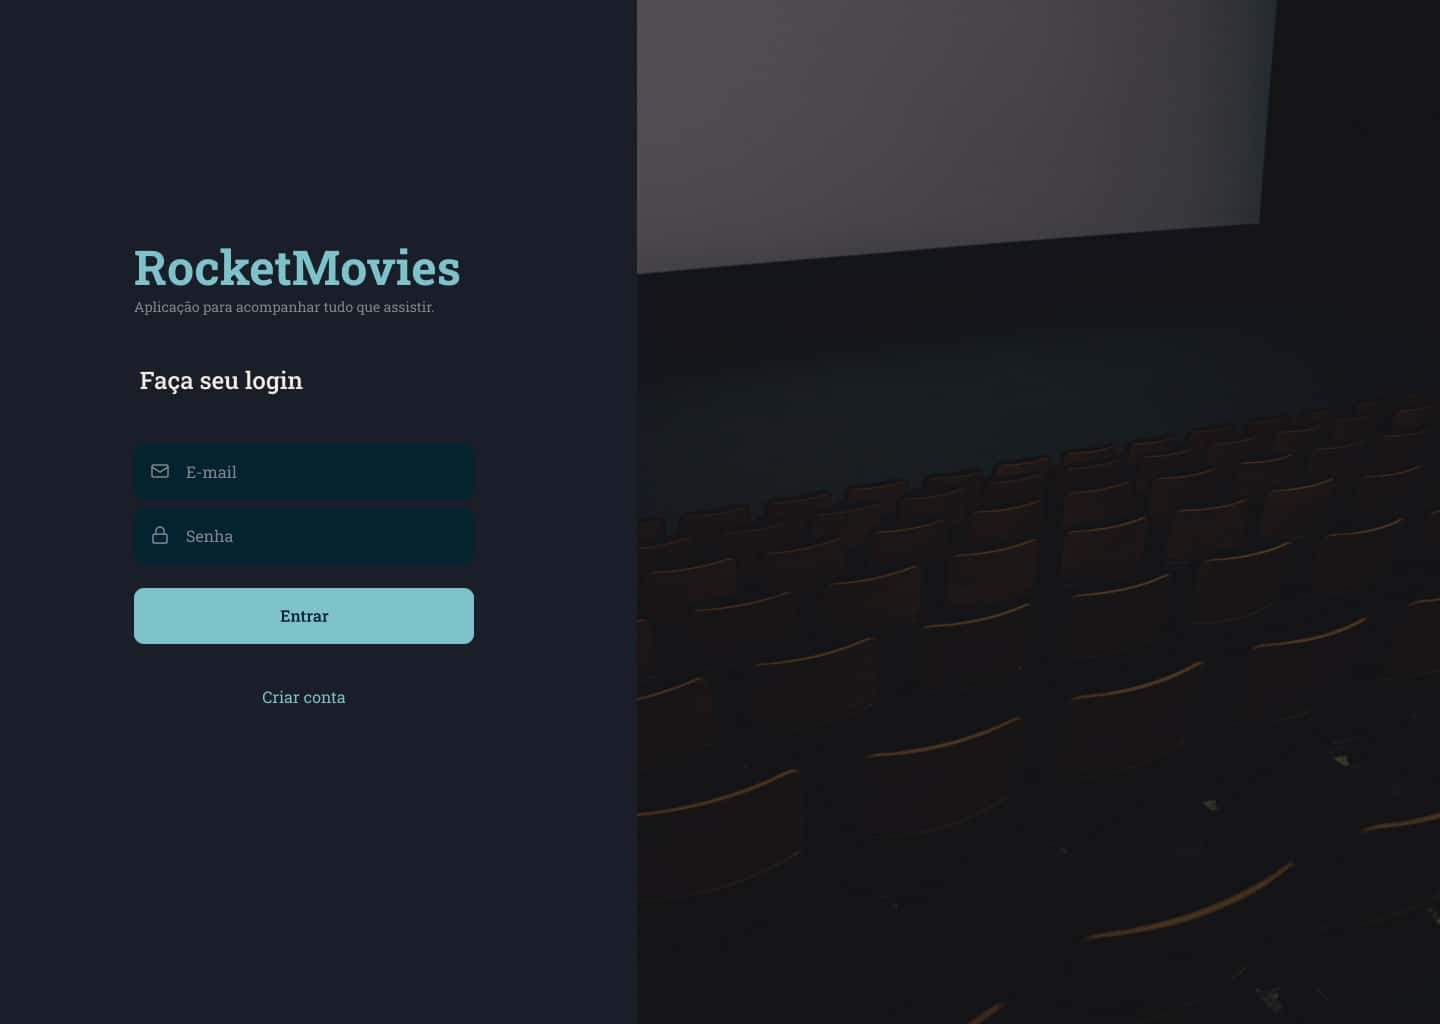 RocketMovies
Aplicação para acompanhar tudo que assistir.
Faça seu login
E-mail
Senha
Entrar
Criar conta